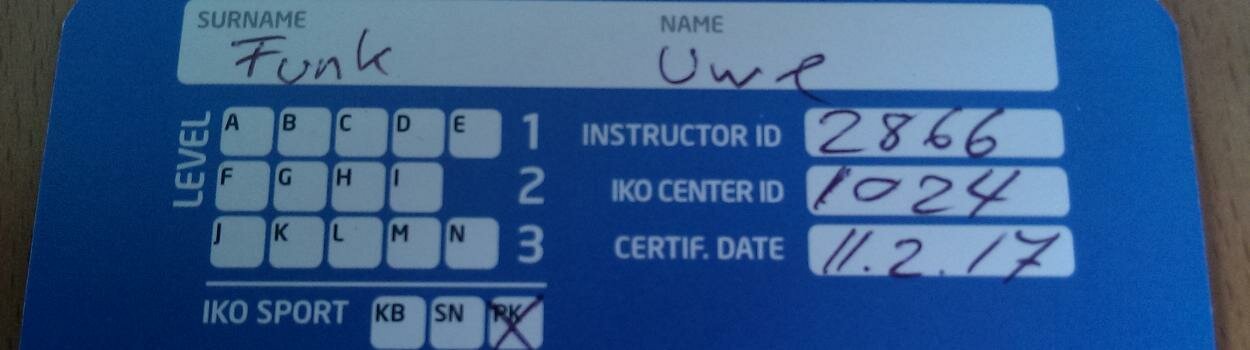 SURNAME NAME
Funk Uwe
LEVEL
A B C D E 1 INSTRUCTOR ID 2866
F G H I 2 IKO CENTER ID 1024
J K L M N 3 CERTIF. DATE 11.2.17
IKO SPORT KB SN PK